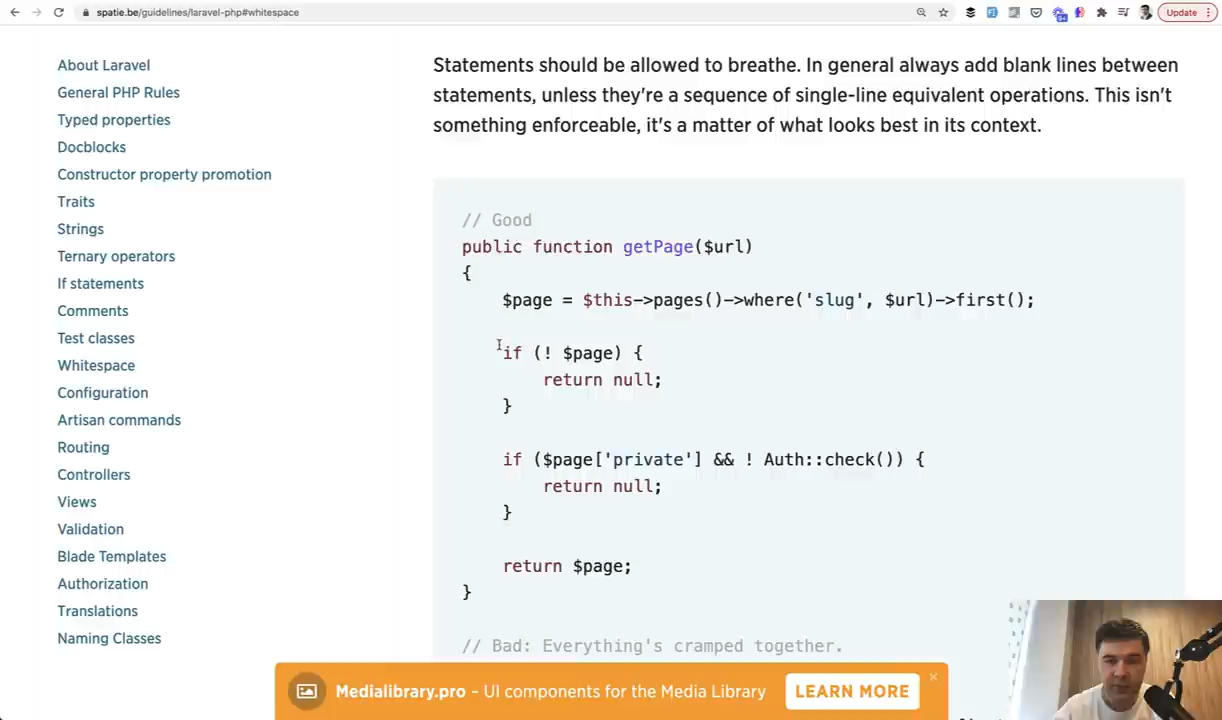 spatie.be/guidelines/laravel-php#whitespace
Update
About Laravel
General PHP Rules
Typed properties
Docblocks
Constructor property promotion
Traits
Strings
Ternary operators
If statements
Comments
Test classes
Whitespace
Configuration
Artisan commands
Routing
Controllers
Views
Validation
Blade Templates
Authorization
Translations
Naming Classes
Statements should be allowed to breathe. In general always add blank lines between
statements, unless they're a sequence of single-line equivalent operations. This isn't
something enforceable, it's a matter of what looks best in its context.
// Good
public function getPage($url)
{
$page = $this->pages()->where('slug', $url)->first();
if (! $page) {
return null;
}
if ($page['private'] && ! Auth::check()) {
return null;
}
return $page;
}
// Bad: Everything's cramped together.
Medialibrary.pro – UI components for the Media Library
LEARN MORE